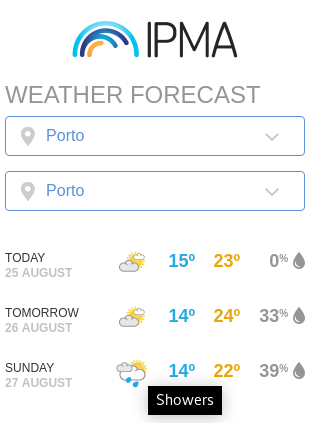 IPMA
WEATHER FORECAST
Porto
Porto
TODAY
25 AUGUST
15º 23º 0%
TOMORROW
26 AUGUST
14º 24º 33%
SUNDAY
27 AUGUST
14º 22º 39%
Showers